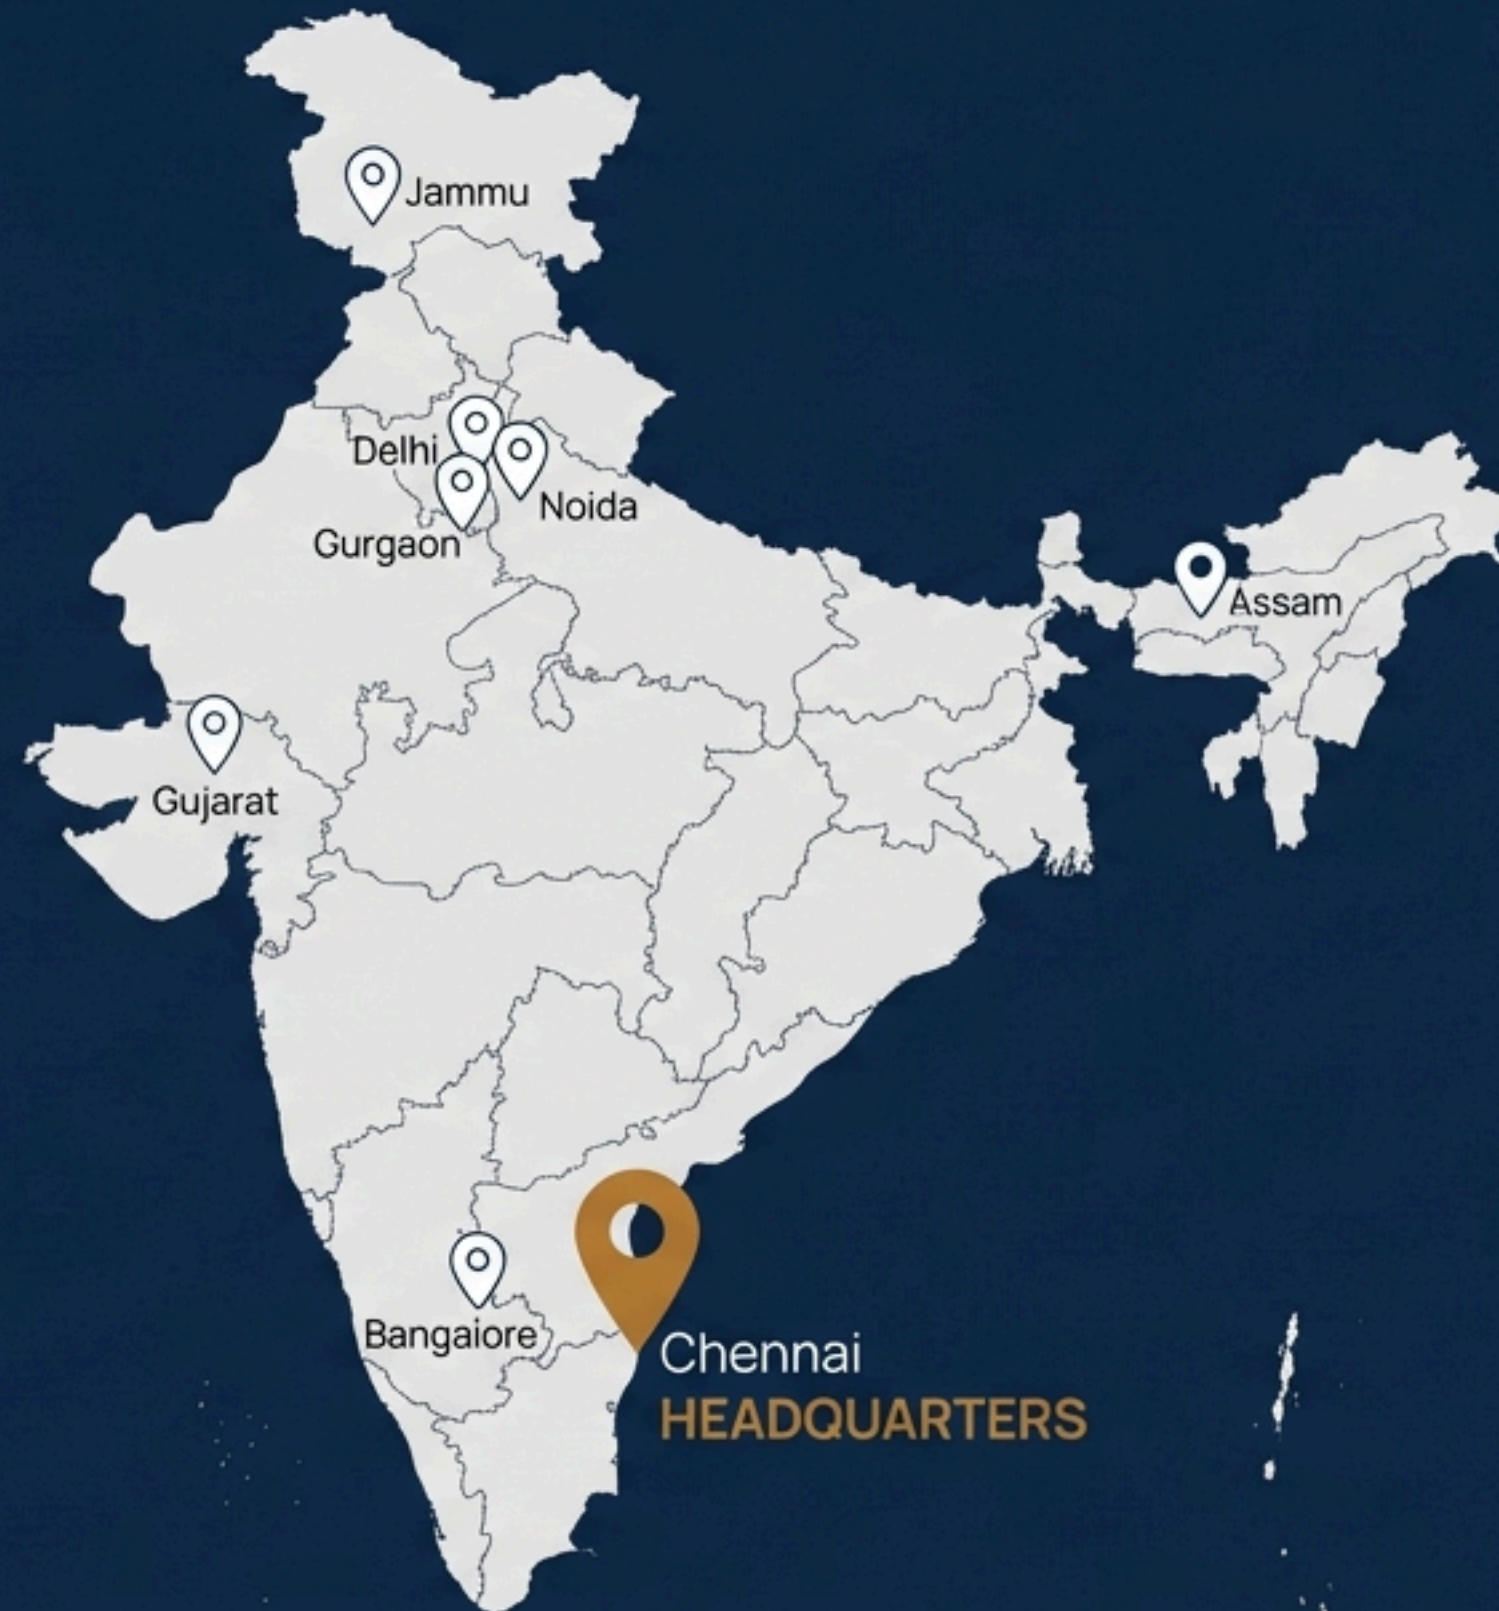 Jammu
Delhi
Noida
Gurgaon
Assam
Gujarat
Bangaiore
Chennai
HEADQUARTERS